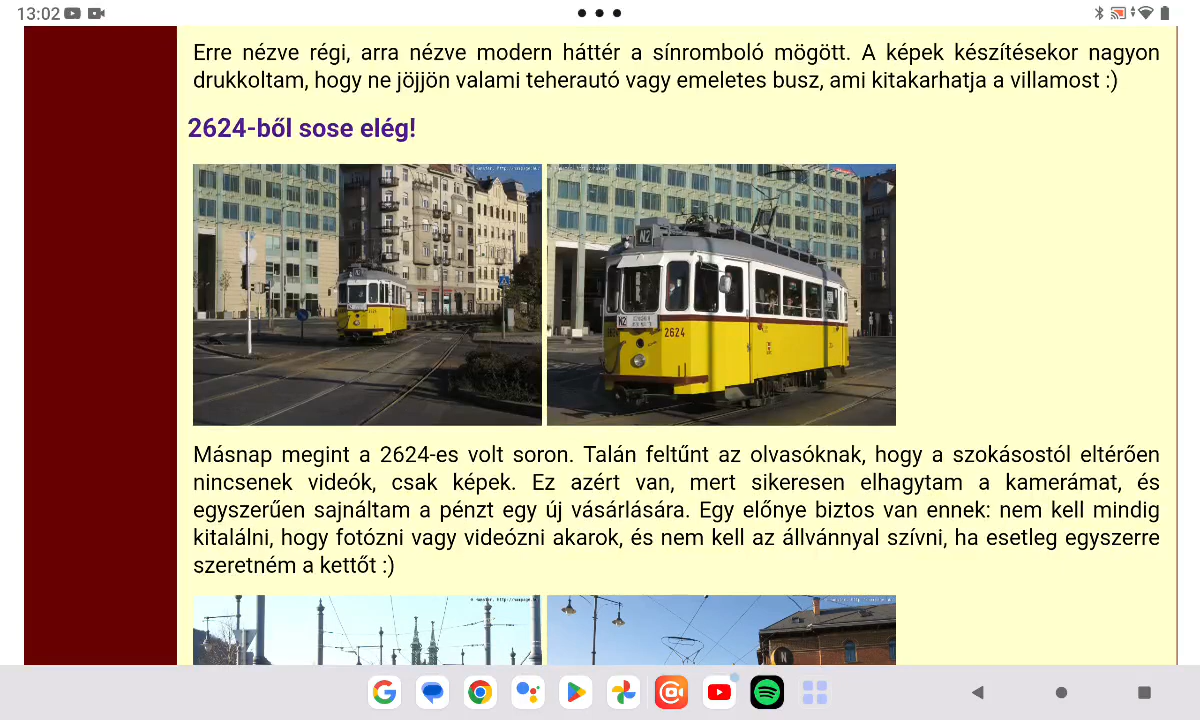 13:02
Erre nézve régi, arra nézve modern háttér a sínromboló mögött. A képek készítésekor nagyon
drukkoltam, hogy ne jöjjön valami teherautó vagy emeletes busz, ami kitakarhatja a villamost :)
2624-ből sose elég!
N2
N2
2624
Másnap megint a 2624-es volt soron. Talán feltűnt az olvasóknak, hogy a szokásostól eltérően
nincsenek videók, csak képek. Ez azért van, mert sikeresen elhagytam a kamerámat, és
egyszerűen sajnáltam a pénzt egy új vásárlására. Egy előnye biztos van ennek: nem kell mindig
kitalálni, hogy fotózni vagy videózni akarok, és nem kell az állvánnyal szívni, ha esetleg egyszerre
szeretném a kettőt :)